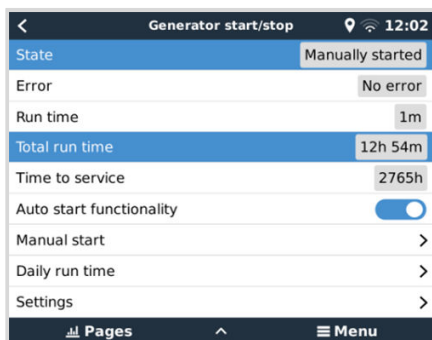 Generator start/stop 12:02
State Manually started
Error No error
Run time 1m
Total run time 12h 54m
Time to service 2765h
Auto start functionality
Manual start
Daily run time
Settings
Pages Menu